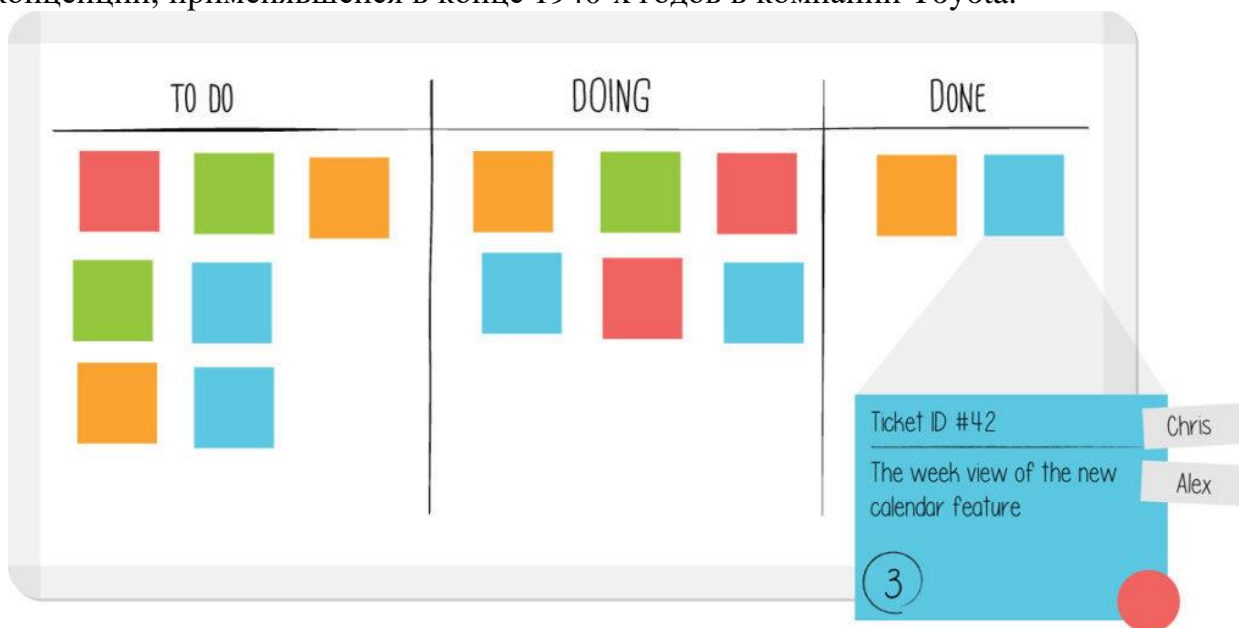 концепции, применявшейся в конце 1940-х годов в компании Toyota.
TO DO
DOING
DONE
Ticket ID #42
Chris
The week view of the new
calendar feature
Alex
3